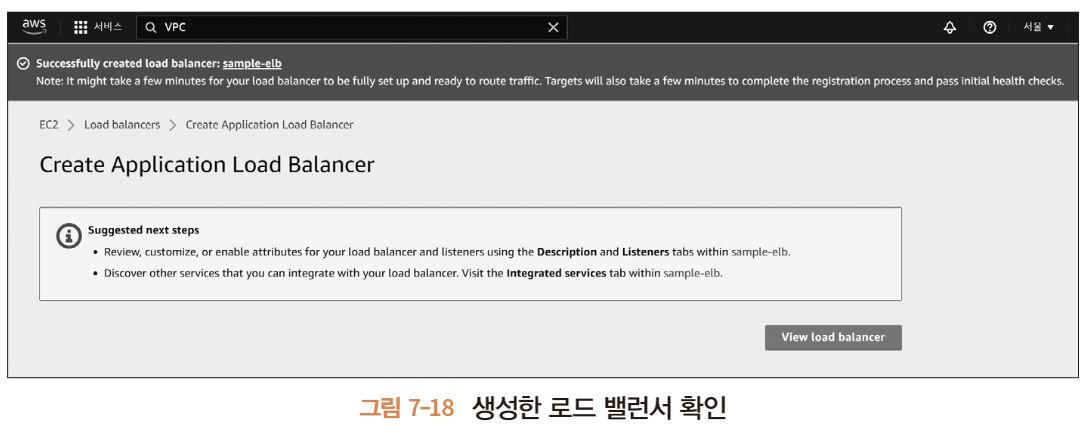 aws 서비스 VPC 서울
Successfully created load balancer: sample-elb
Note: It might take a few minutes for your load balancer to be fully set up and ready to route traffic. Targets will also take a few minutes to complete the registration process and pass initial health checks.
EC2 > Load balancers > Create Application Load Balancer
Create Application Load Balancer
Suggested next steps
• Review, customize, or enable attributes for your load balancer and listeners using the Description and Listeners tabs within sample-elb.
• Discover other services that you can integrate with your load balancer. Visit the Integrated services tab within sample-elb.
View load balancer
그림 7-18 생성한 로드 밸런서 확인